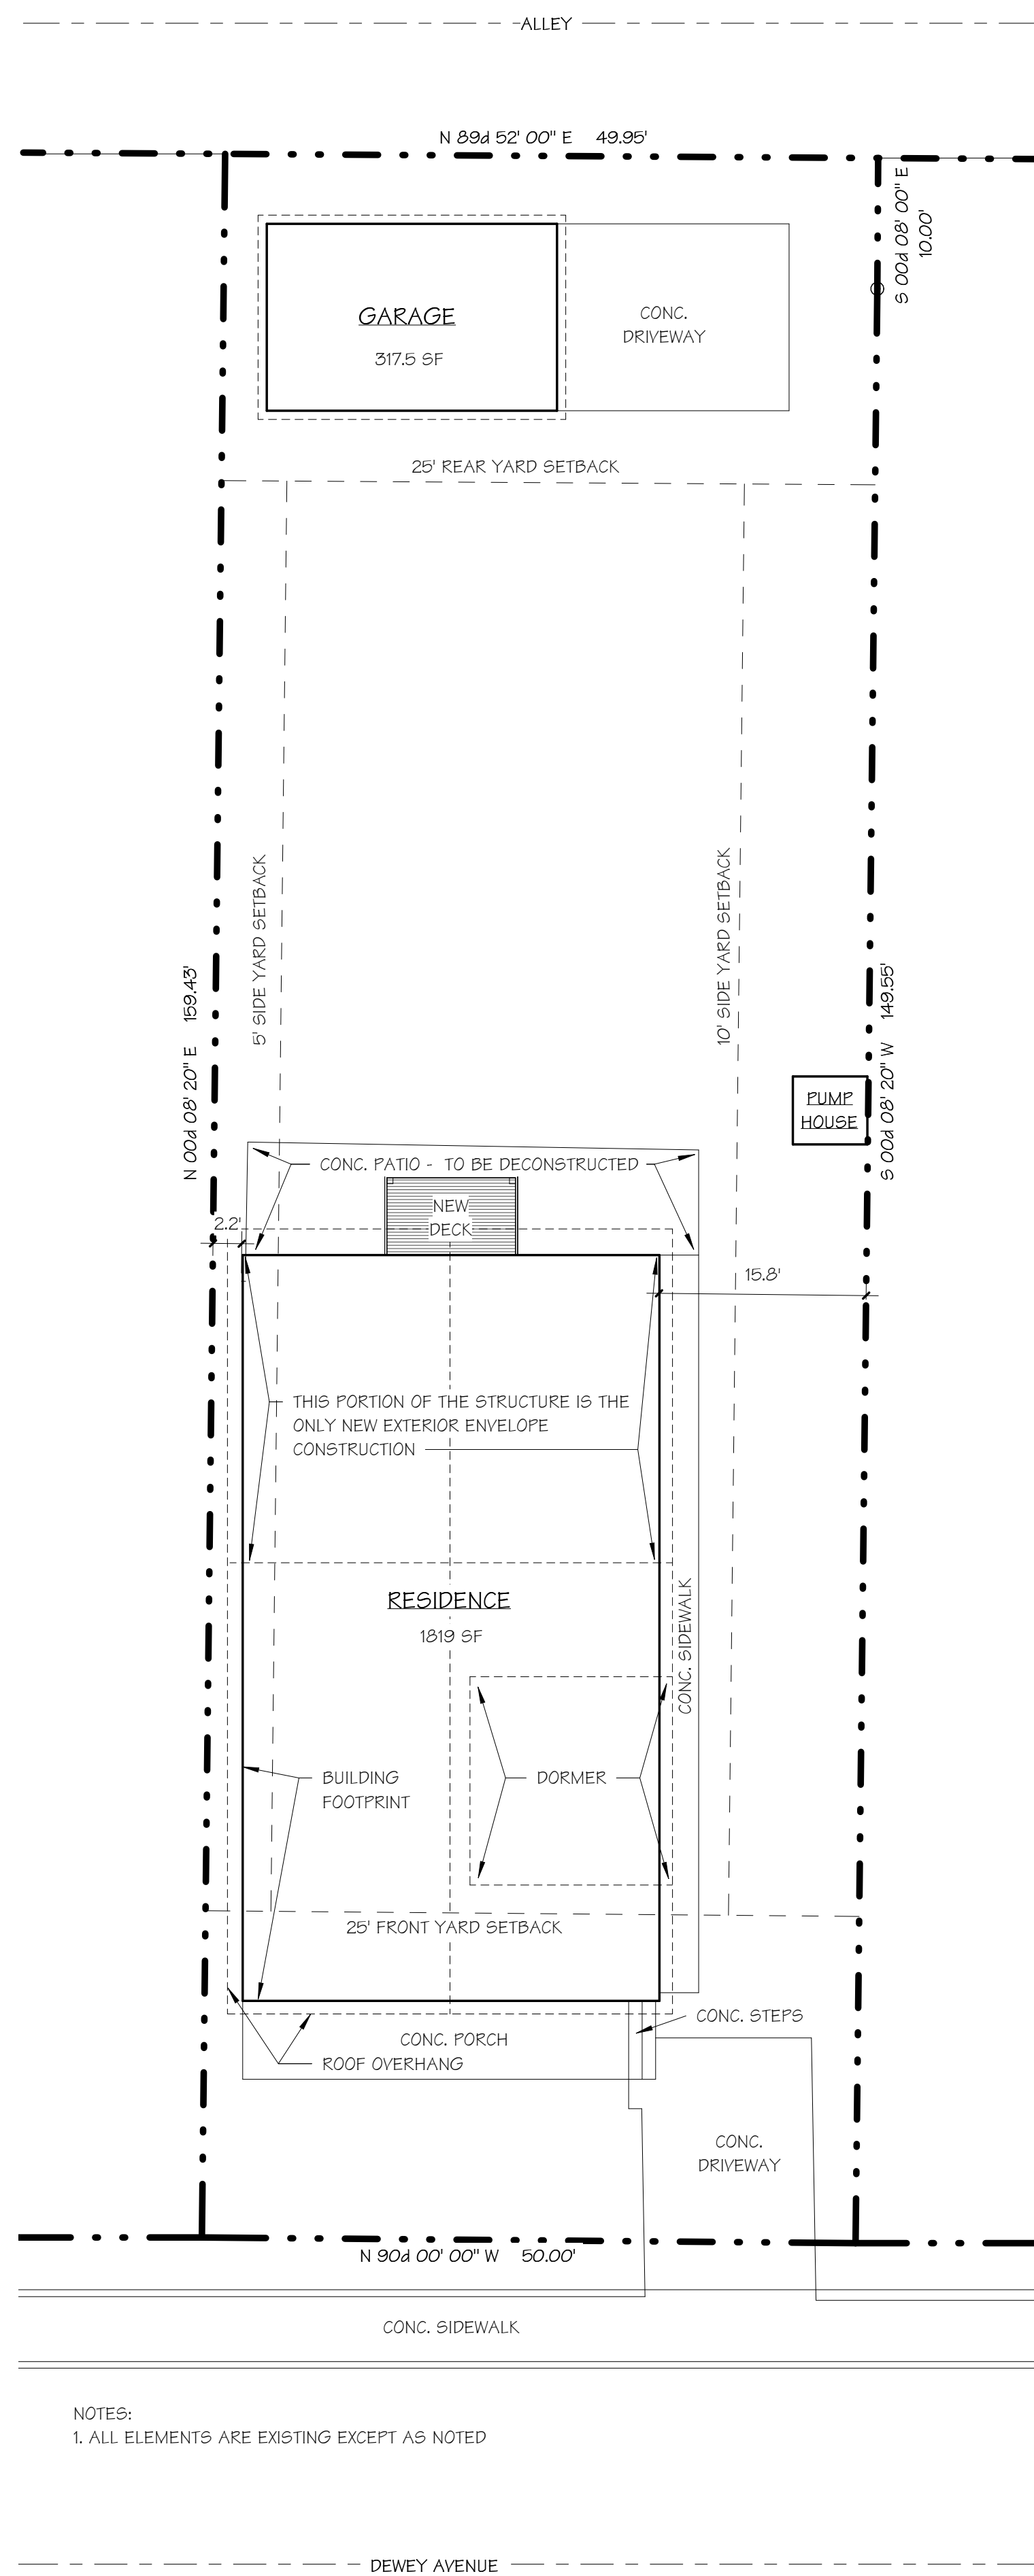 ALLEY
N 89d 52' 00" E 49.95'
S 00d 08' 00" E
10.00'
GARAGE
317.5 SF
CONC.
DRIVEWAY
25' REAR YARD SETBACK
5' SIDE YARD SETBACK
10' SIDE YARD SETBACK
N 00d 08' 20" E 159.43'
S 00d 08' 20" W 149.55'
PUMP
HOUSE
CONC. PATIO - TO BE DECONSTRUCTED
NEW
DECK
2.2'
15.8'
THIS PORTION OF THE STRUCTURE IS THE
ONLY NEW EXTERIOR ENVELOPE
CONSTRUCTION
RESIDENCE
1819 SF
CONC. SIDEWALK
BUILDING
FOOTPRINT
DORMER
25' FRONT YARD SETBACK
CONC. STEPS
CONC. PORCH
ROOF OVERHANG
CONC.
DRIVEWAY
N 90d 00' 00" W 50.00'
CONC. SIDEWALK
NOTES:
1. ALL ELEMENTS ARE EXISTING EXCEPT AS NOTED
DEWEY AVENUE